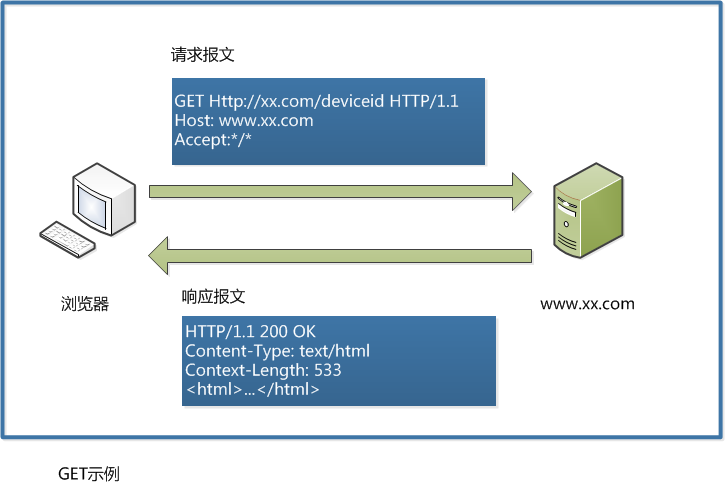 请求报文
GET Http://xx.com/deviceid HTTP/1.1
Host: www.xx.com
Accept:*/*
浏览器
www.xx.com
响应报文
HTTP/1.1 200 OK
Content-Type: text/html
Context-Length: 533
<html>...</html>
GET示例